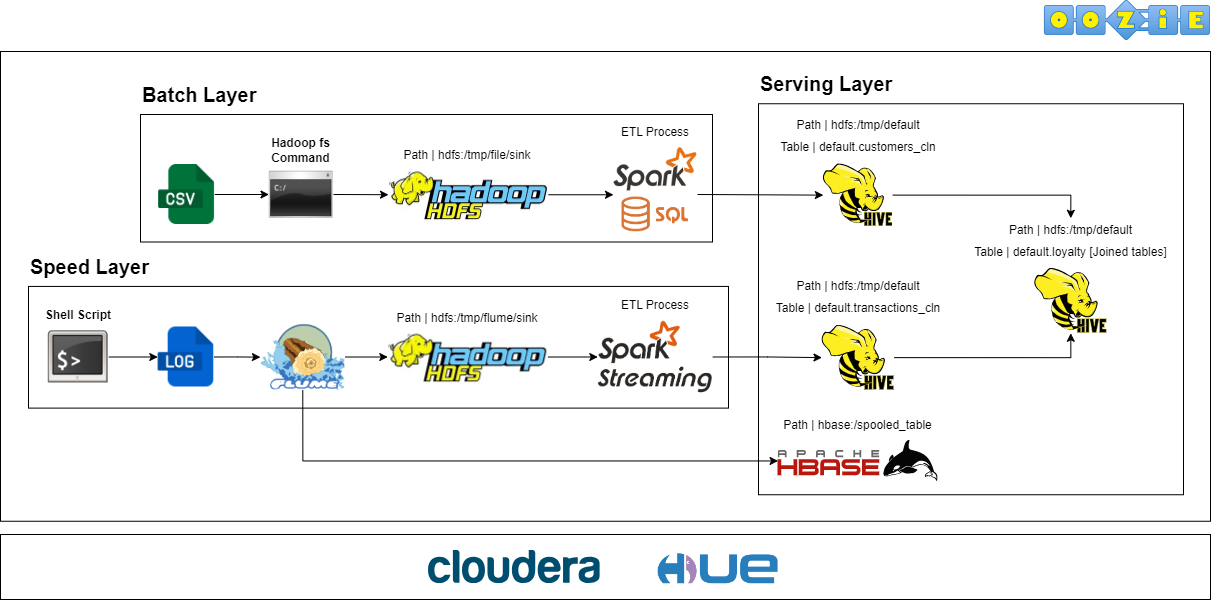 OOZiE
Batch Layer
Serving Layer
Hadoop fs
Command
Path | hdfs:/tmp/file/sink
ETL Process
Path | hdfs:/tmp/default
Table | default.customers_cln
CSV
C:/
hadoop
HDFS
Spark
SQL
HIVE
Path | hdfs:/tmp/default
Table | default.loyalty [Joined tables]
HIVE
Speed Layer
Shell Script
Path | hdfs:/tmp/flume/sink
ETL Process
Path | hdfs:/tmp/default
Table | default.transactions_cln
$>
LOG
FLUME
hadoop
HDFS
Spark
Streaming
HIVE
Path | hbase:/spooled_table
APACHE
HBASE
cloudera
HUE